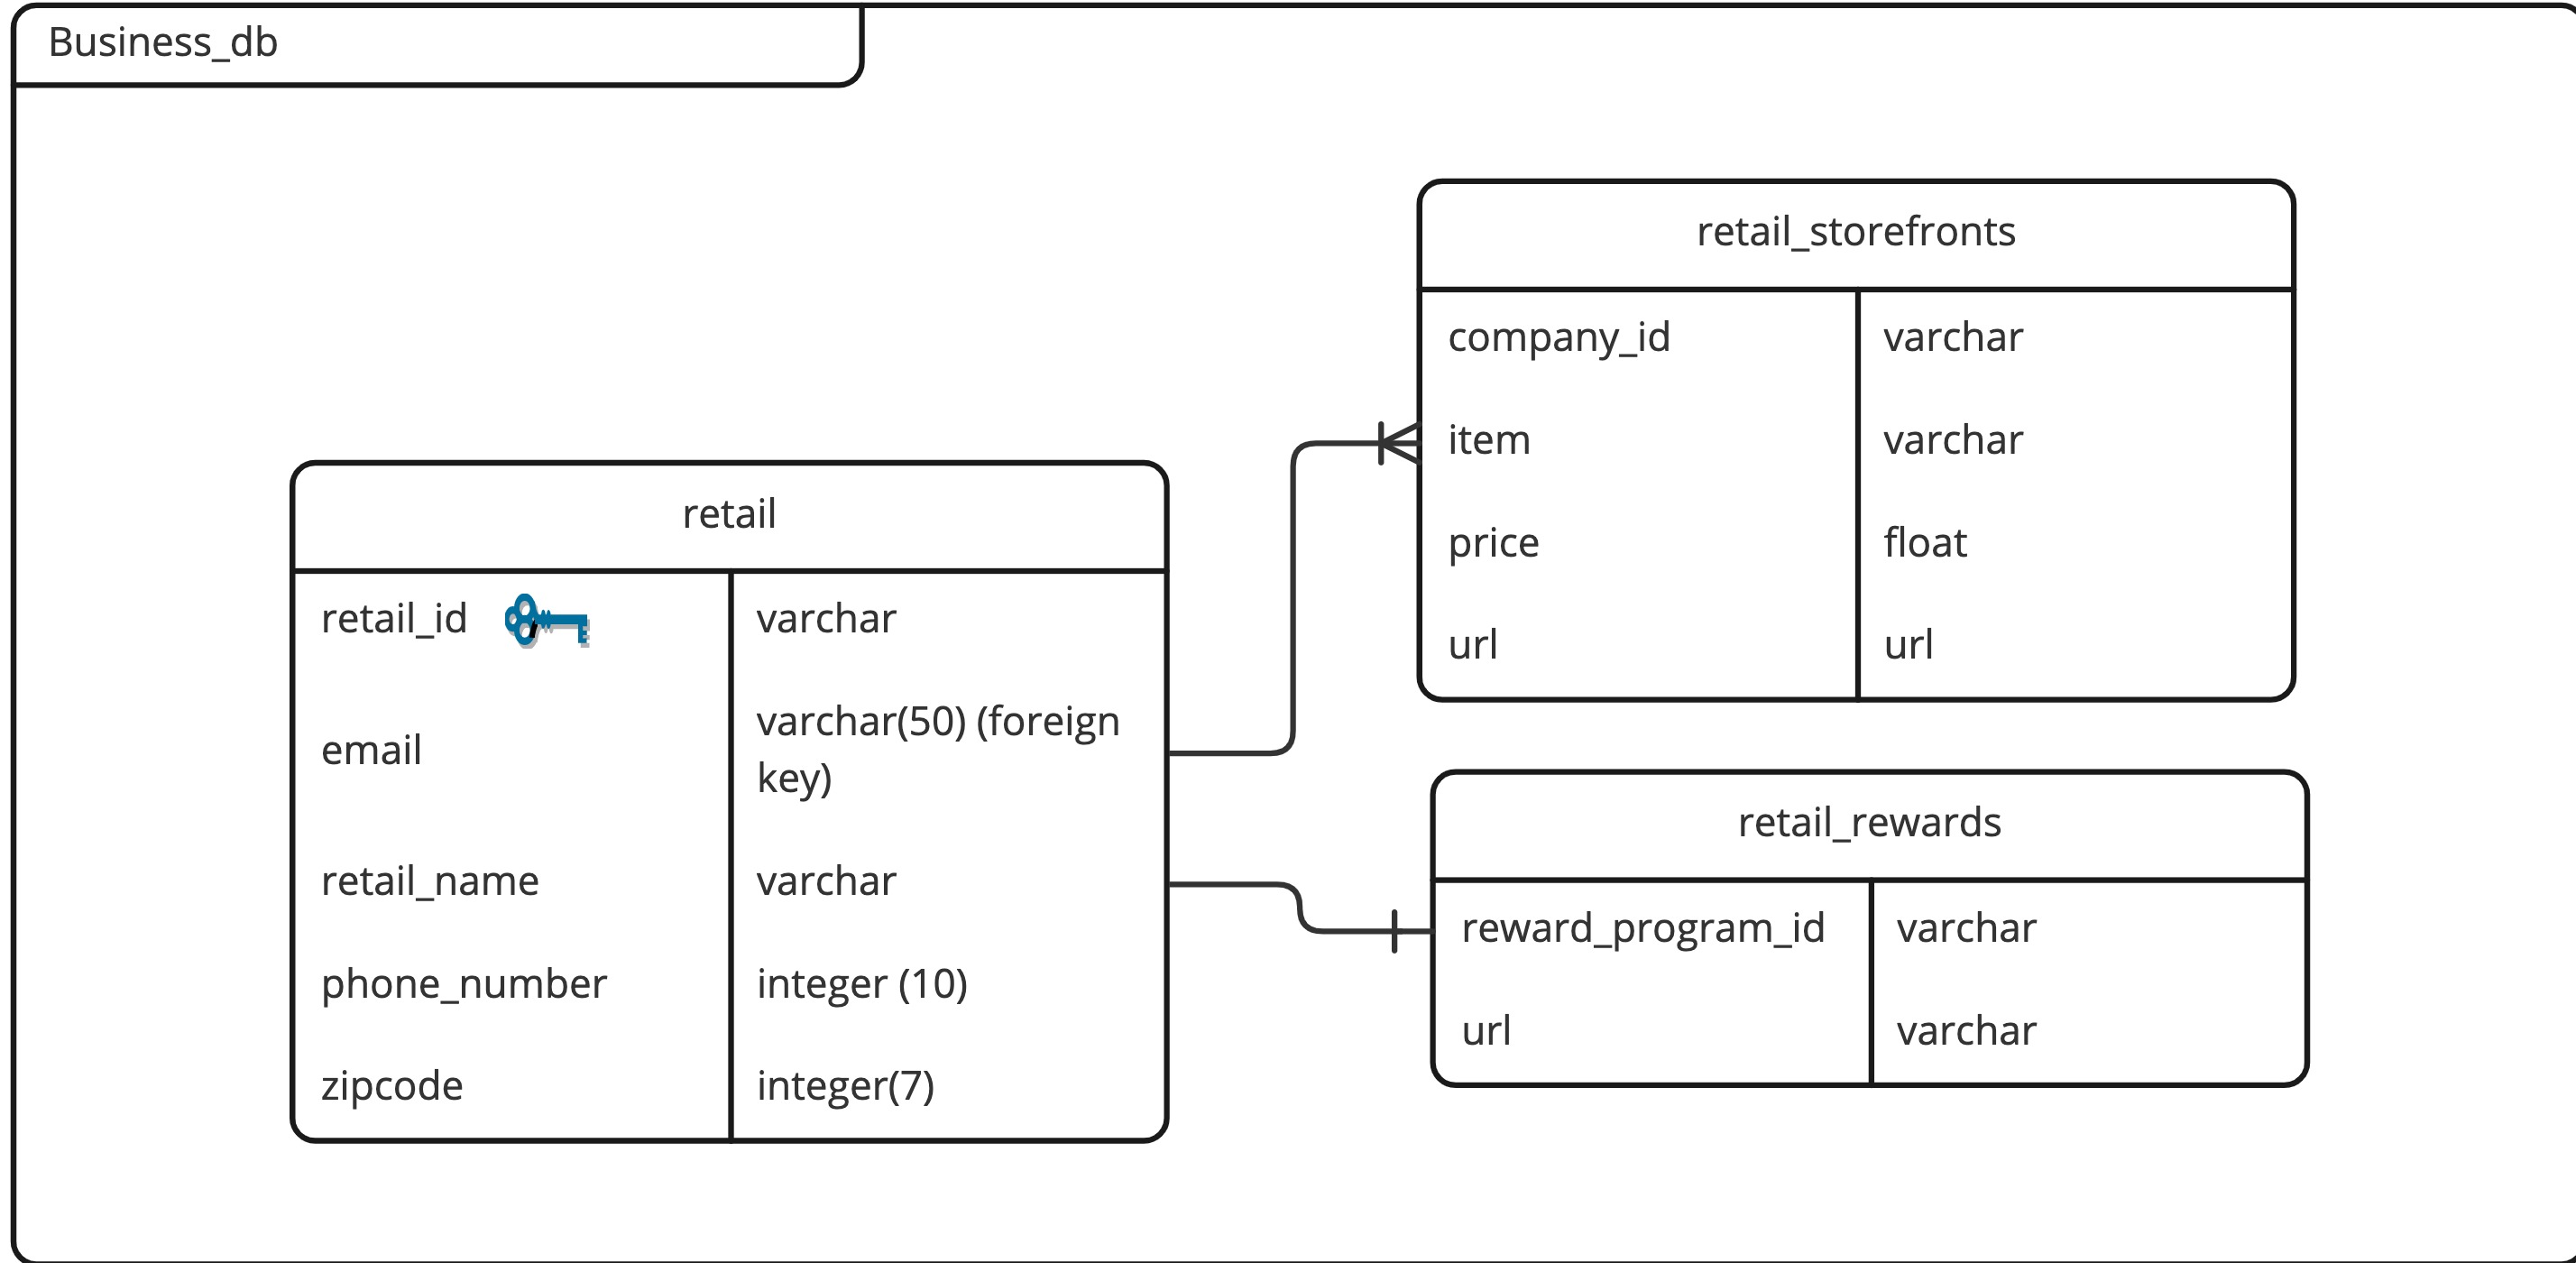 Business_db
retail_storefronts
company_id varchar
item varchar
price float
url url
retail
retail_id varchar
email varchar(50) (foreign
key)
retail_name varchar
phone_number integer (10)
zipcode integer(7)
retail_rewards
reward_program_id varchar
url varchar